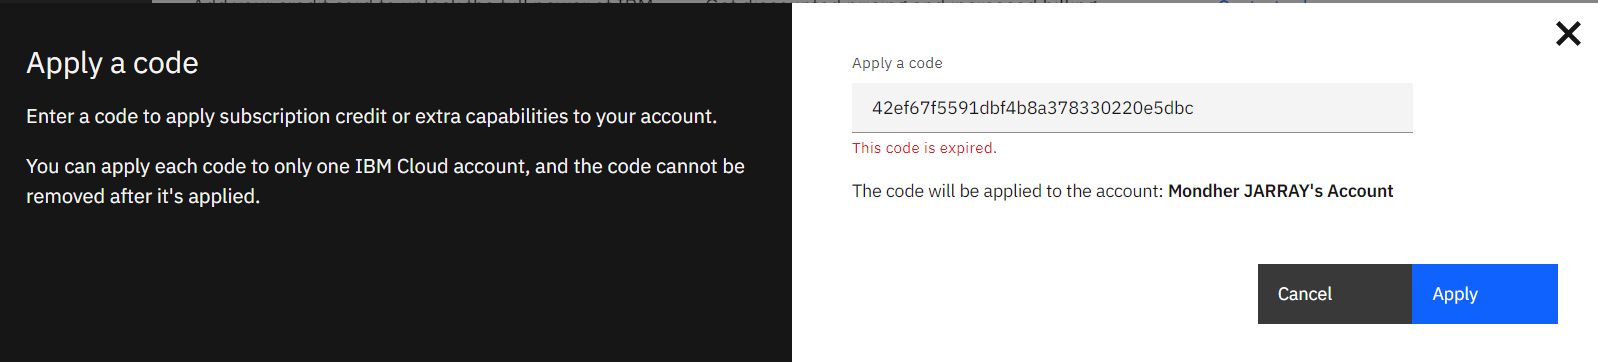 Apply a code
Enter a code to apply subscription credit or extra capabilities to your account.
You can apply each code to only one IBM Cloud account, and the code cannot be
removed after it's applied.
Apply a code
42ef67f5591dbf4b8a378330220e5dbc
This code is expired.
The code will be applied to the account: Mondher JARRAY's Account
Cancel
Apply